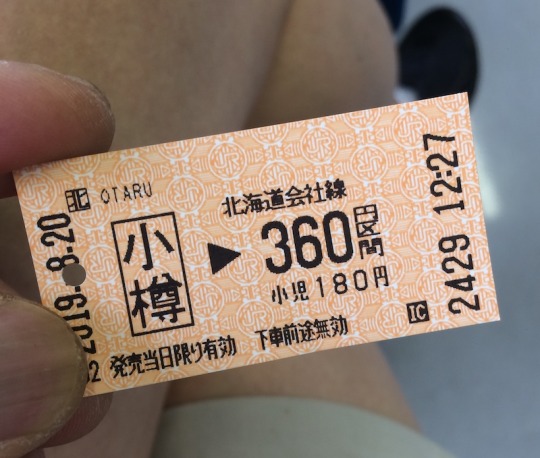 北 OTARU
小樽 ▶ 360円区間
北海道会社線
小児180円
発売当日限り有効 下車前途無効
IC
2019.-8.-20
2429 12:27